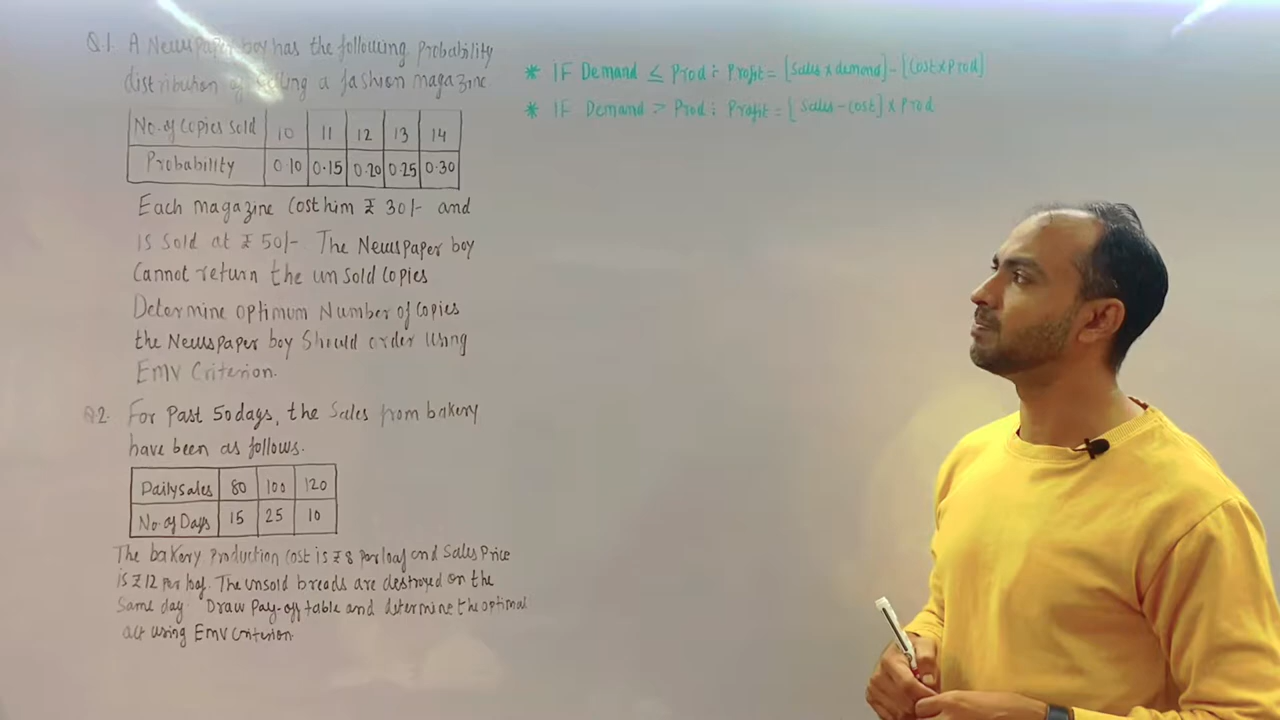 Q.1. A Newspaper boy has the following Probability
distribution of selling a fashion magazine.
No. of Copies Sold 10 11 12 13 14
Probability 0.10 0.15 0.20 0.25 0.30
Each magazine Cost him ₹ 30/- and
is Sold at ₹ 50/-. The Newspaper boy
Cannot return the unsold Copies
Determine optimum Number of Copies
the Newspaper boy Should order Using
EMV Criterion.
Q2. For Past 50 days, the Sales from bakery
have been as follows.
Daily sales 80 100 120
No. of Days 15 25 10
The bakery Production Cost is ₹ 8 Per loaf and Sales Price
is ₹ 12 Per loaf. The unsold breads are destroyed on the
Same day. Draw Pay-off table and determine the optimal
act using EMV Criterion.
* IF Demand ≤ Prod : Profit = [Sales × demand] - [Cost × Prod]
* IF Demand > Prod : Profit = [Sales - Cost] × Prod